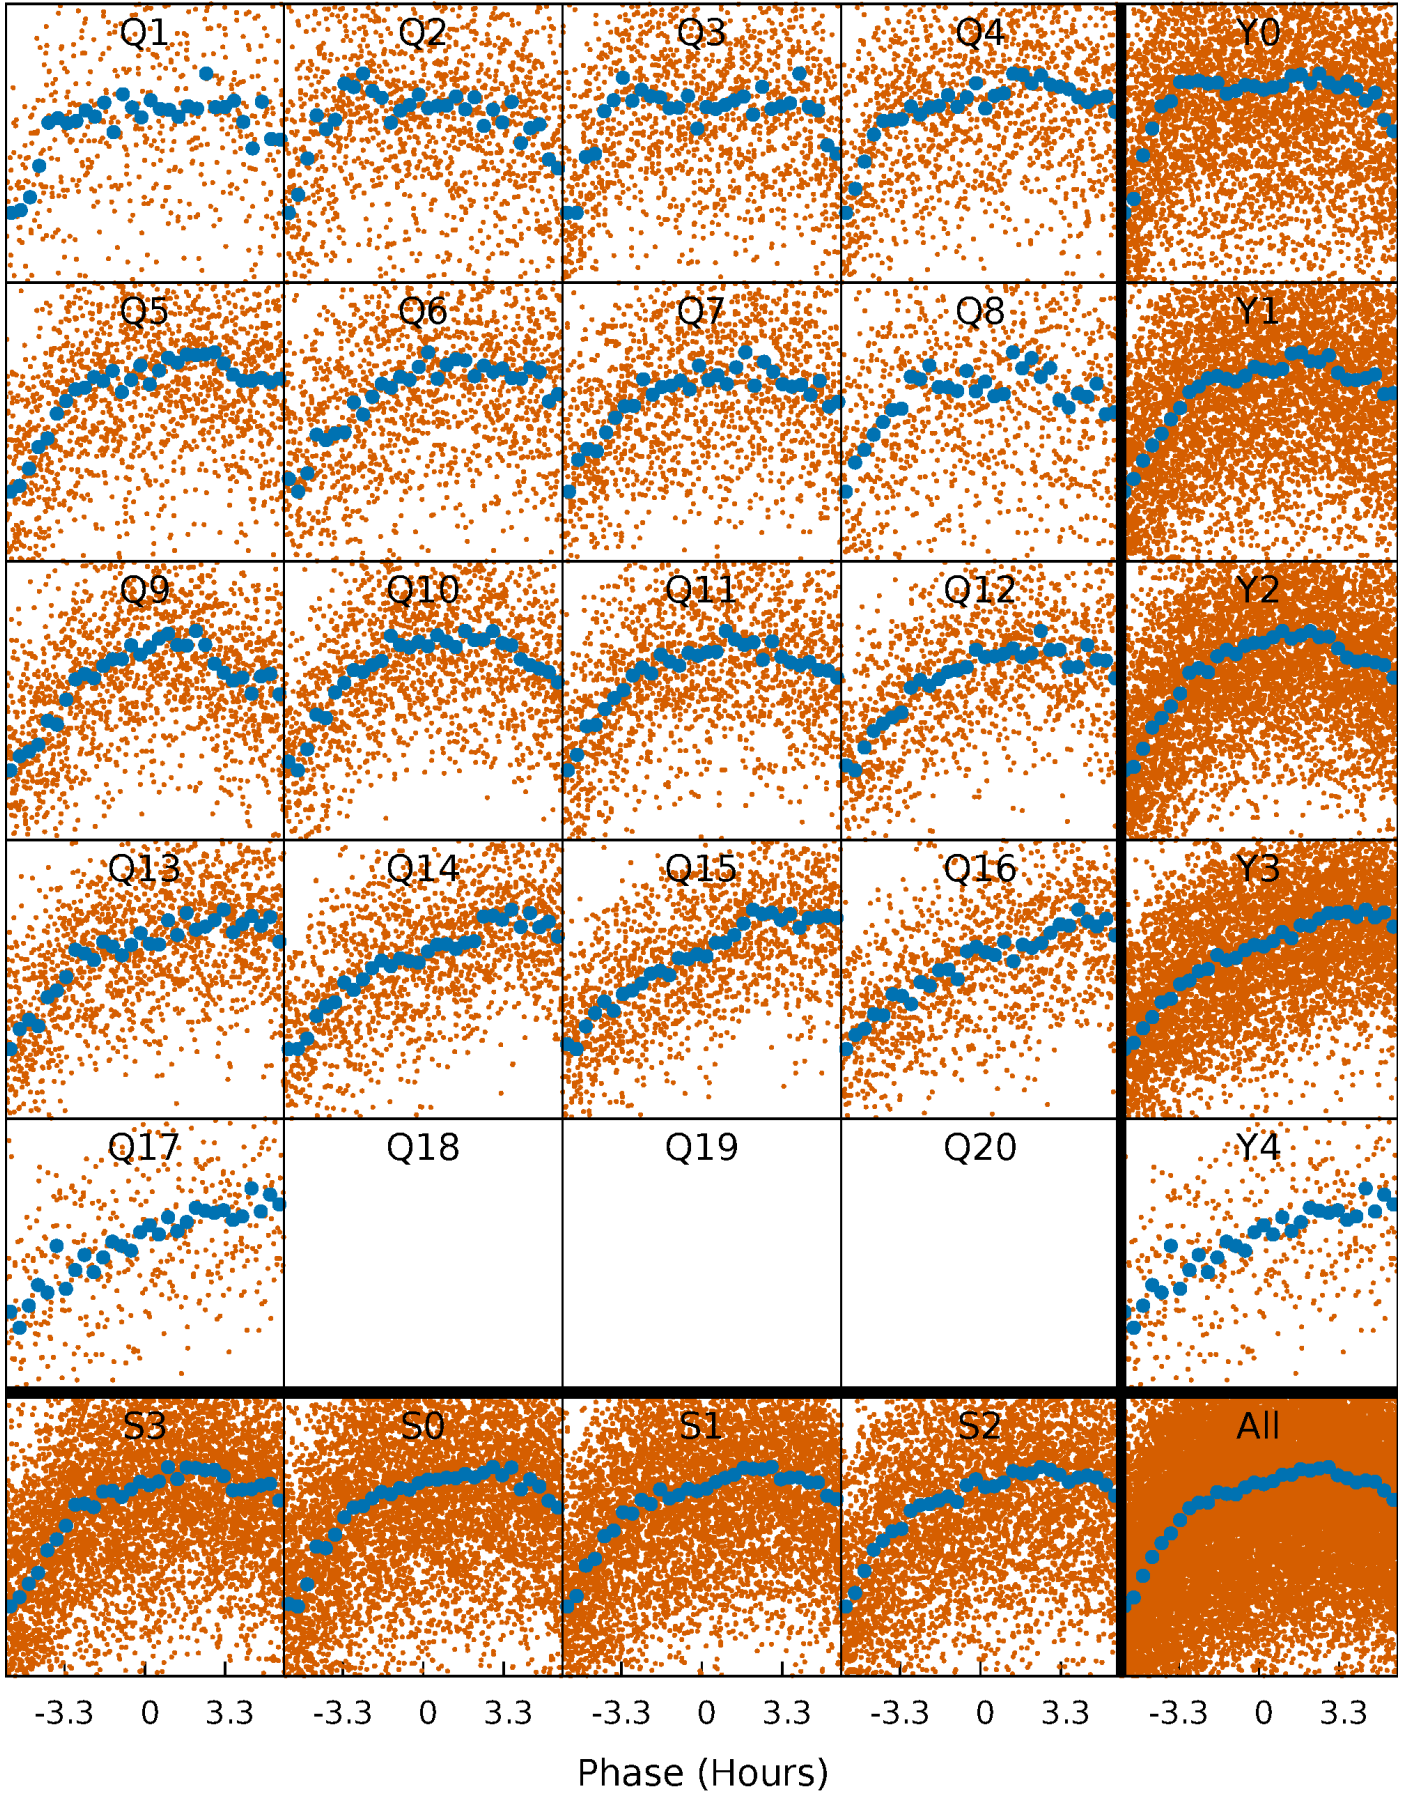 Q1 Q2 Q3 Q4 Y0
Q5 Q6 Q7 Q8 Y1
Q9 Q10 Q11 Q12 Y2
Q13 Q14 Q15 Q16 Y3
Q17 Q18 Q19 Q20 Y4
S3 S0 S1 S2 All
-3.3 0 3.3 -3.3 0 3.3 -3.3 0 3.3 -3.3 0 3.3 -3.3 0 3.3
Phase (Hours)